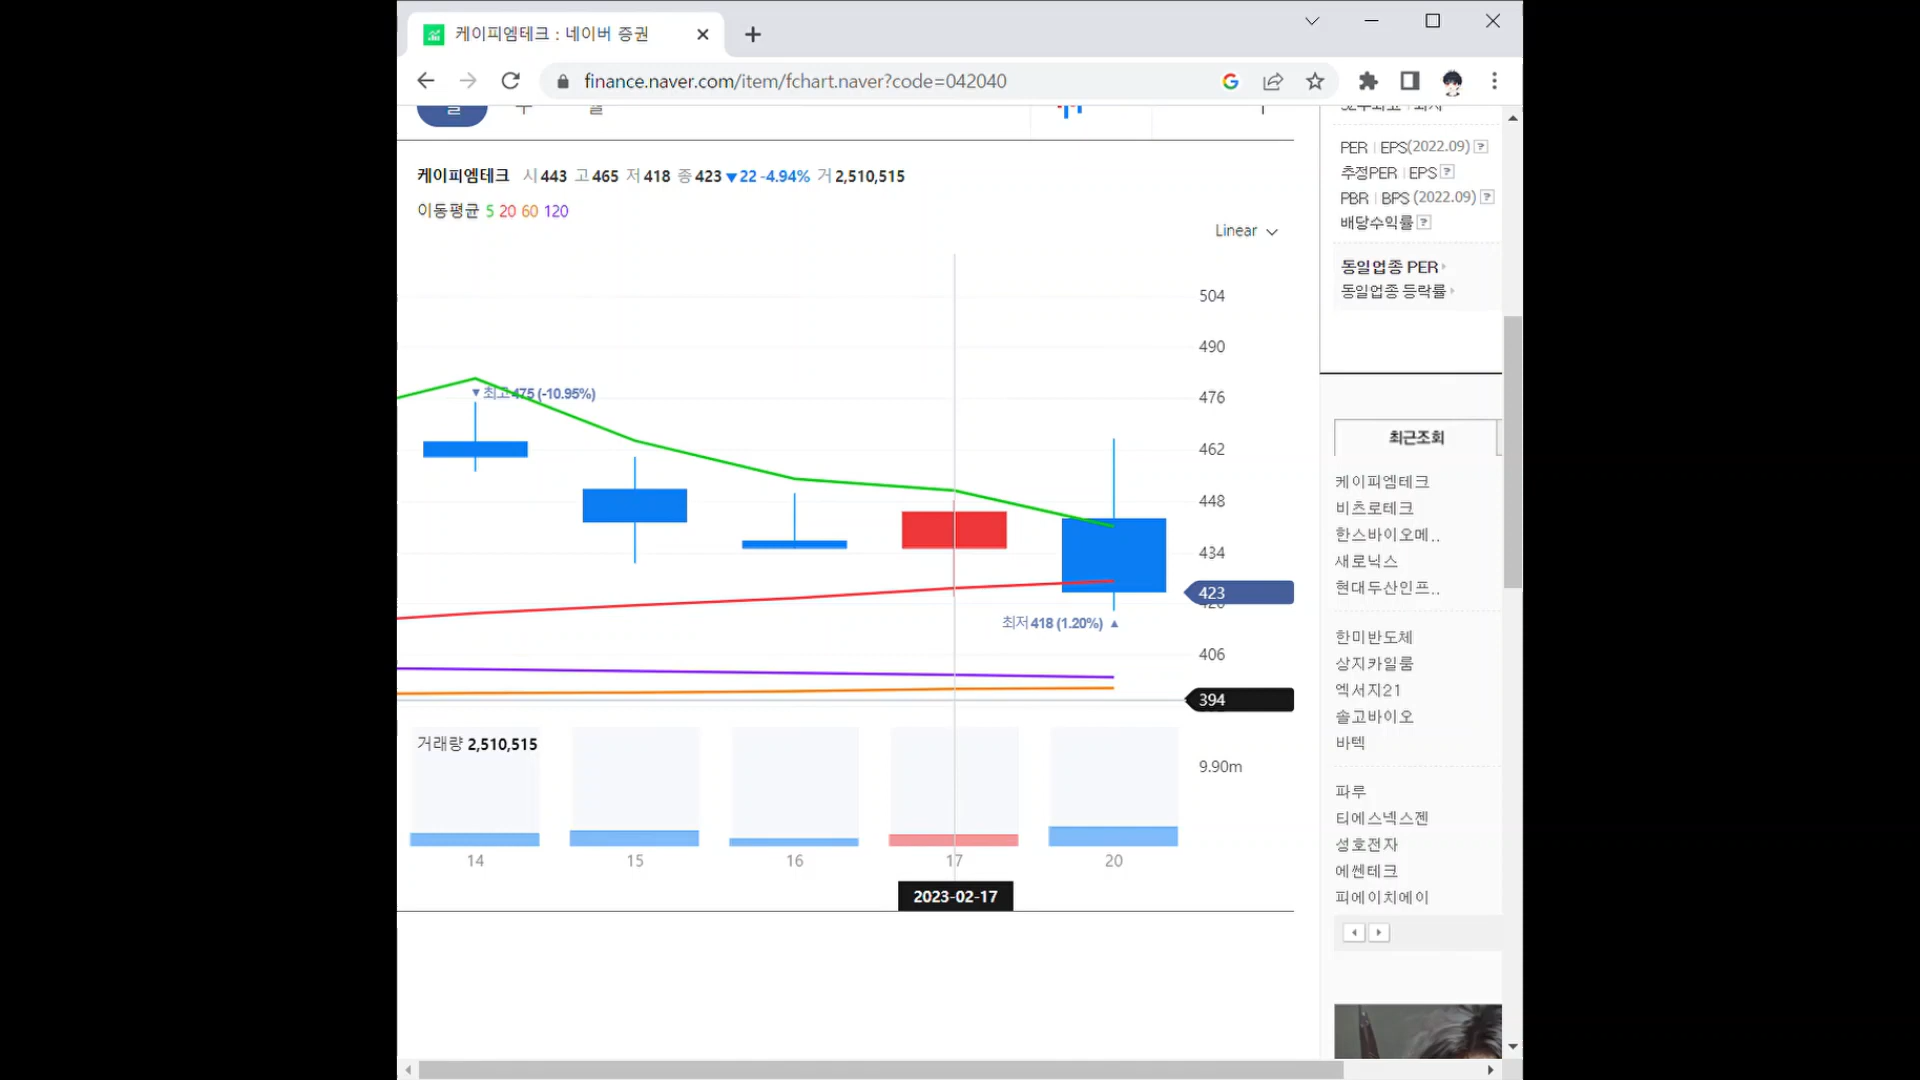 케이피엠테크 : 네이버 증권
finance.naver.com/item/fchart.naver?code=042040
케이피엠테크 시 443 고 465 저 418 종 423 ▼22 -4.94% 거 2,510,515
이동평균 5 20 60 120
Linear
504
490
▼최고 475 (-10.95%)
476
462
448
434
423
최저 418 (1.20%) ▲
406
394
거래량 2,510,515
9.90m
14 15 16 17 20
2023-02-17
PER | EPS(2022.09) ?
추정PER | EPS ?
PBR | BPS (2022.09) ?
배당수익률 ?
동일업종 PER
동일업종 등락률
최근조회
케이피엠테크
비츠로테크
한스바이오메..
새로닉스
현대두산인프..
한미반도체
상지카일룸
엑서지21
솔고바이오
바텍
파루
티에스넥스젠
성호전자
에쎈테크
피에이치에이